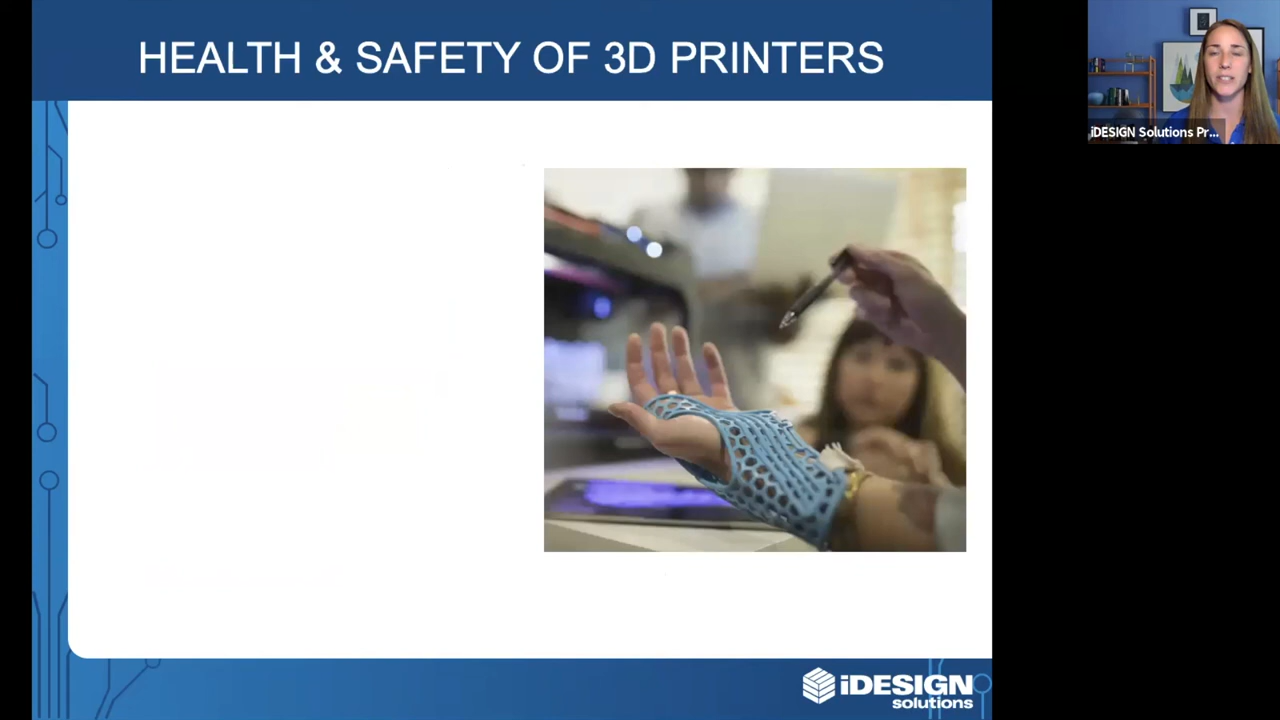 HEALTH & SAFETY OF 3D PRINTERS
iDESIGN Solutions Pr...
iDESIGN
solutions